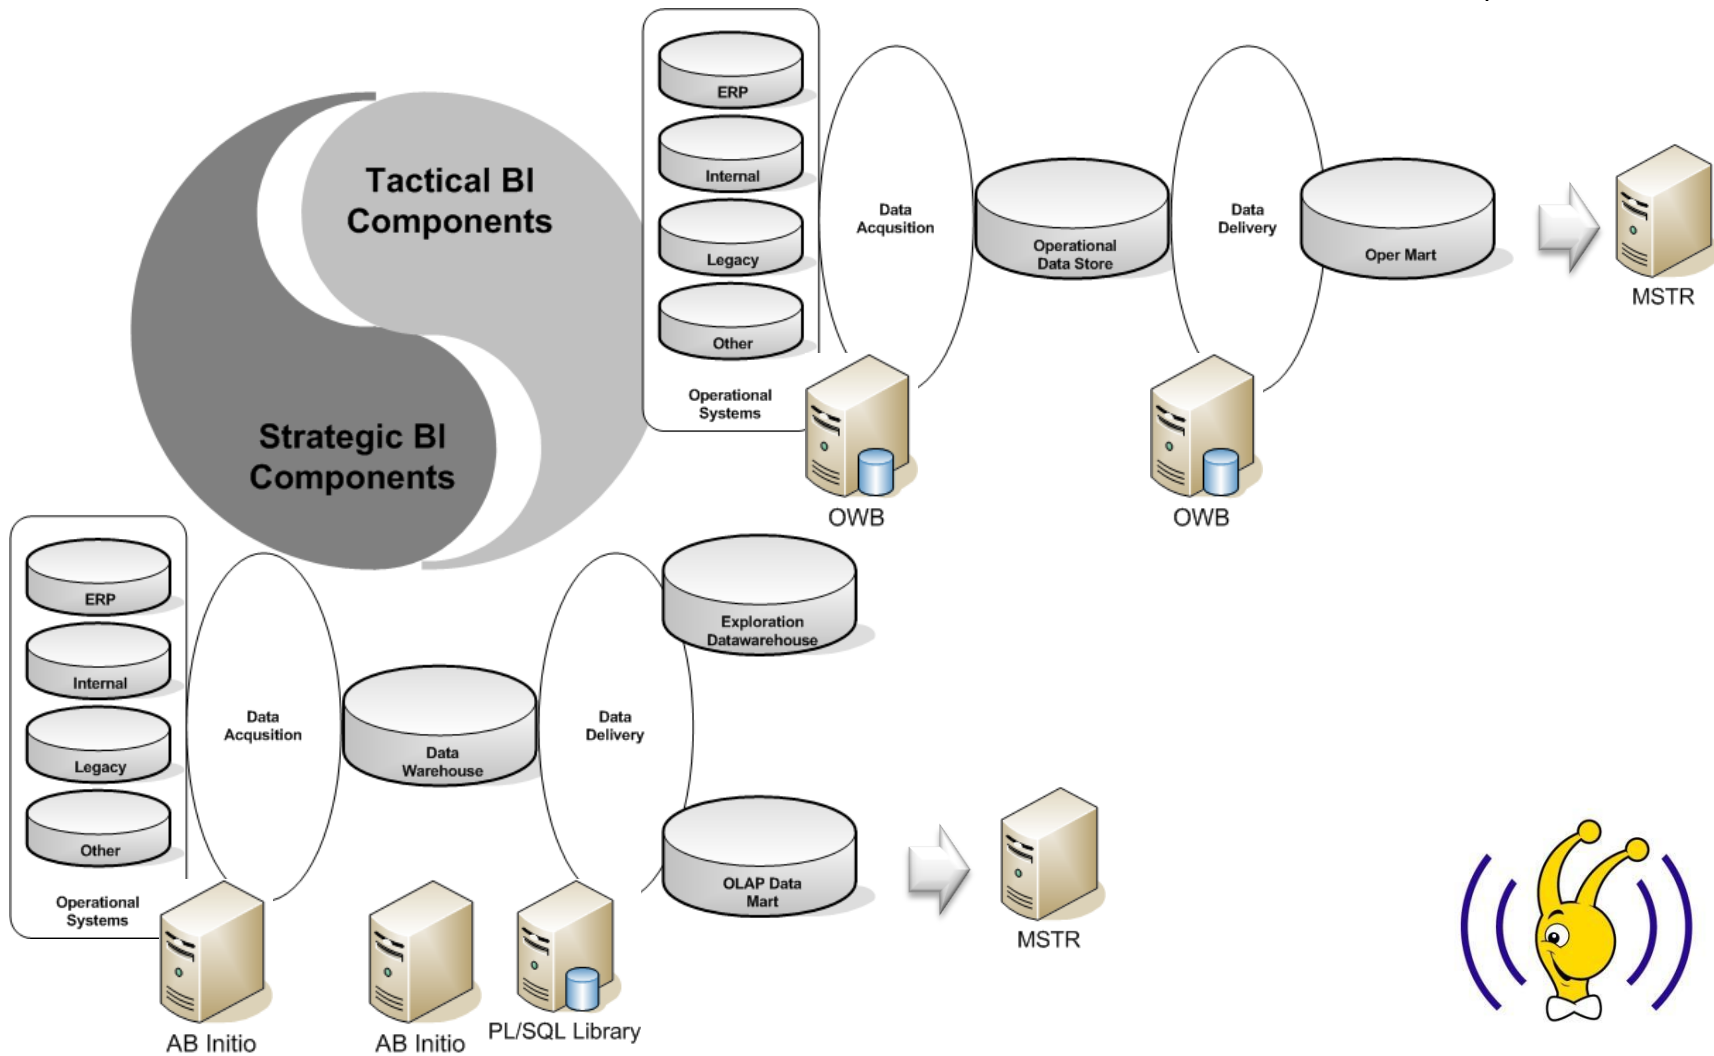 Tactical BI
Components
Strategic BI
Components
ERP
Internal
Legacy
Other
Operational
Systems
Data
Acqusition
OWB
Operational
Data Store
Data
Delivery
OWB
Oper Mart
MSTR
ERP
Internal
Legacy
Other
Operational
Systems
Data
Acqusition
AB Initio
Data
Warehouse
AB Initio
Data
Delivery
PL/SQL Library
Exploration
Datawarehouse
OLAP Data
Mart
MSTR